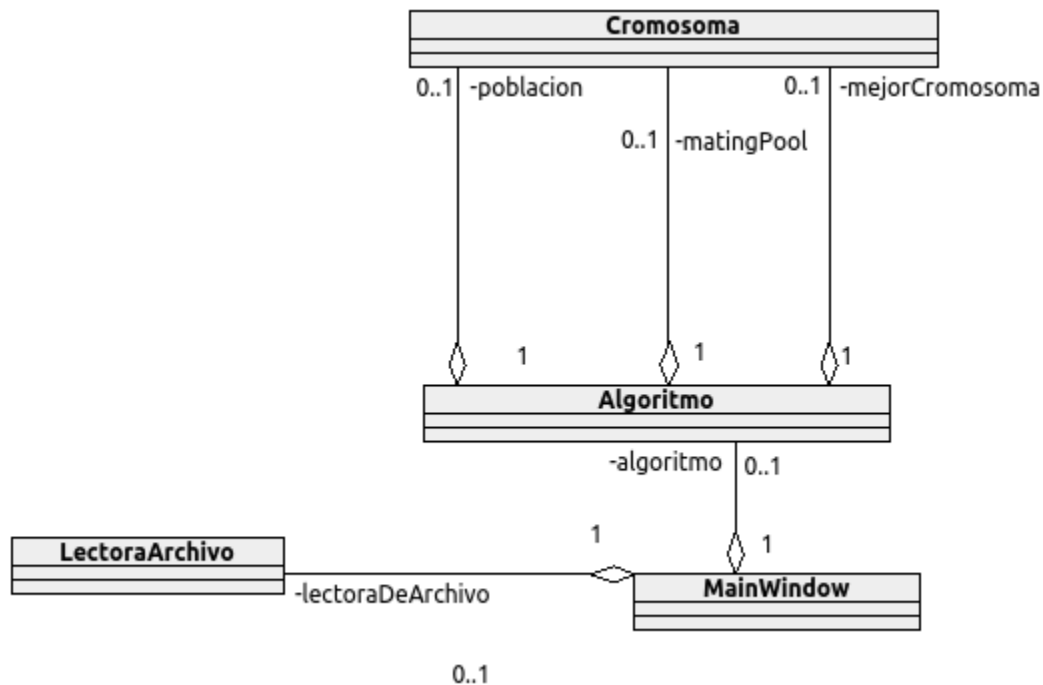 Cromosoma
0..1 -poblacion
0..1 -mejorCromosoma
0..1 -matingPool
1
1
1
Algoritmo
-algoritmo 0..1
1
1
LectoraArchivo
-lectoraDeArchivo
MainWindow
0..1